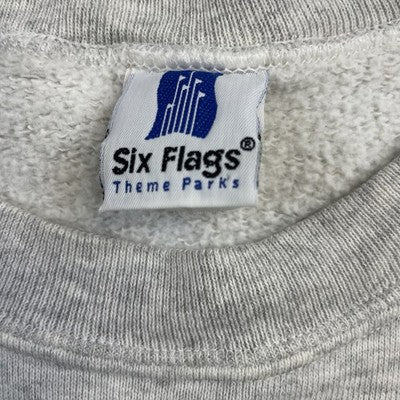 Six Flags®
Theme Parks